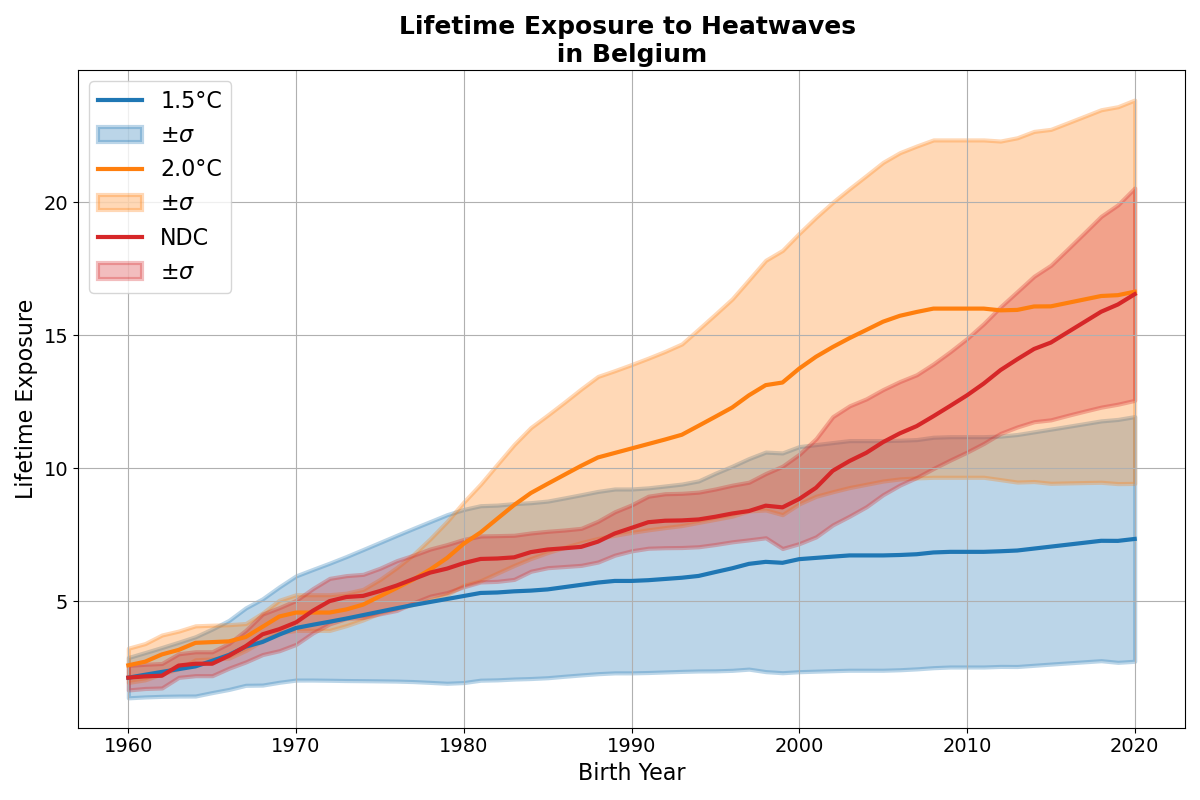 Lifetime Exposure to Heatwaves
in Belgium
1.5°C
±σ
2.0°C
±σ
NDC
±σ
Lifetime Exposure
20
15
10
5
1960 1970 1980 1990 2000 2010 2020
Birth Year